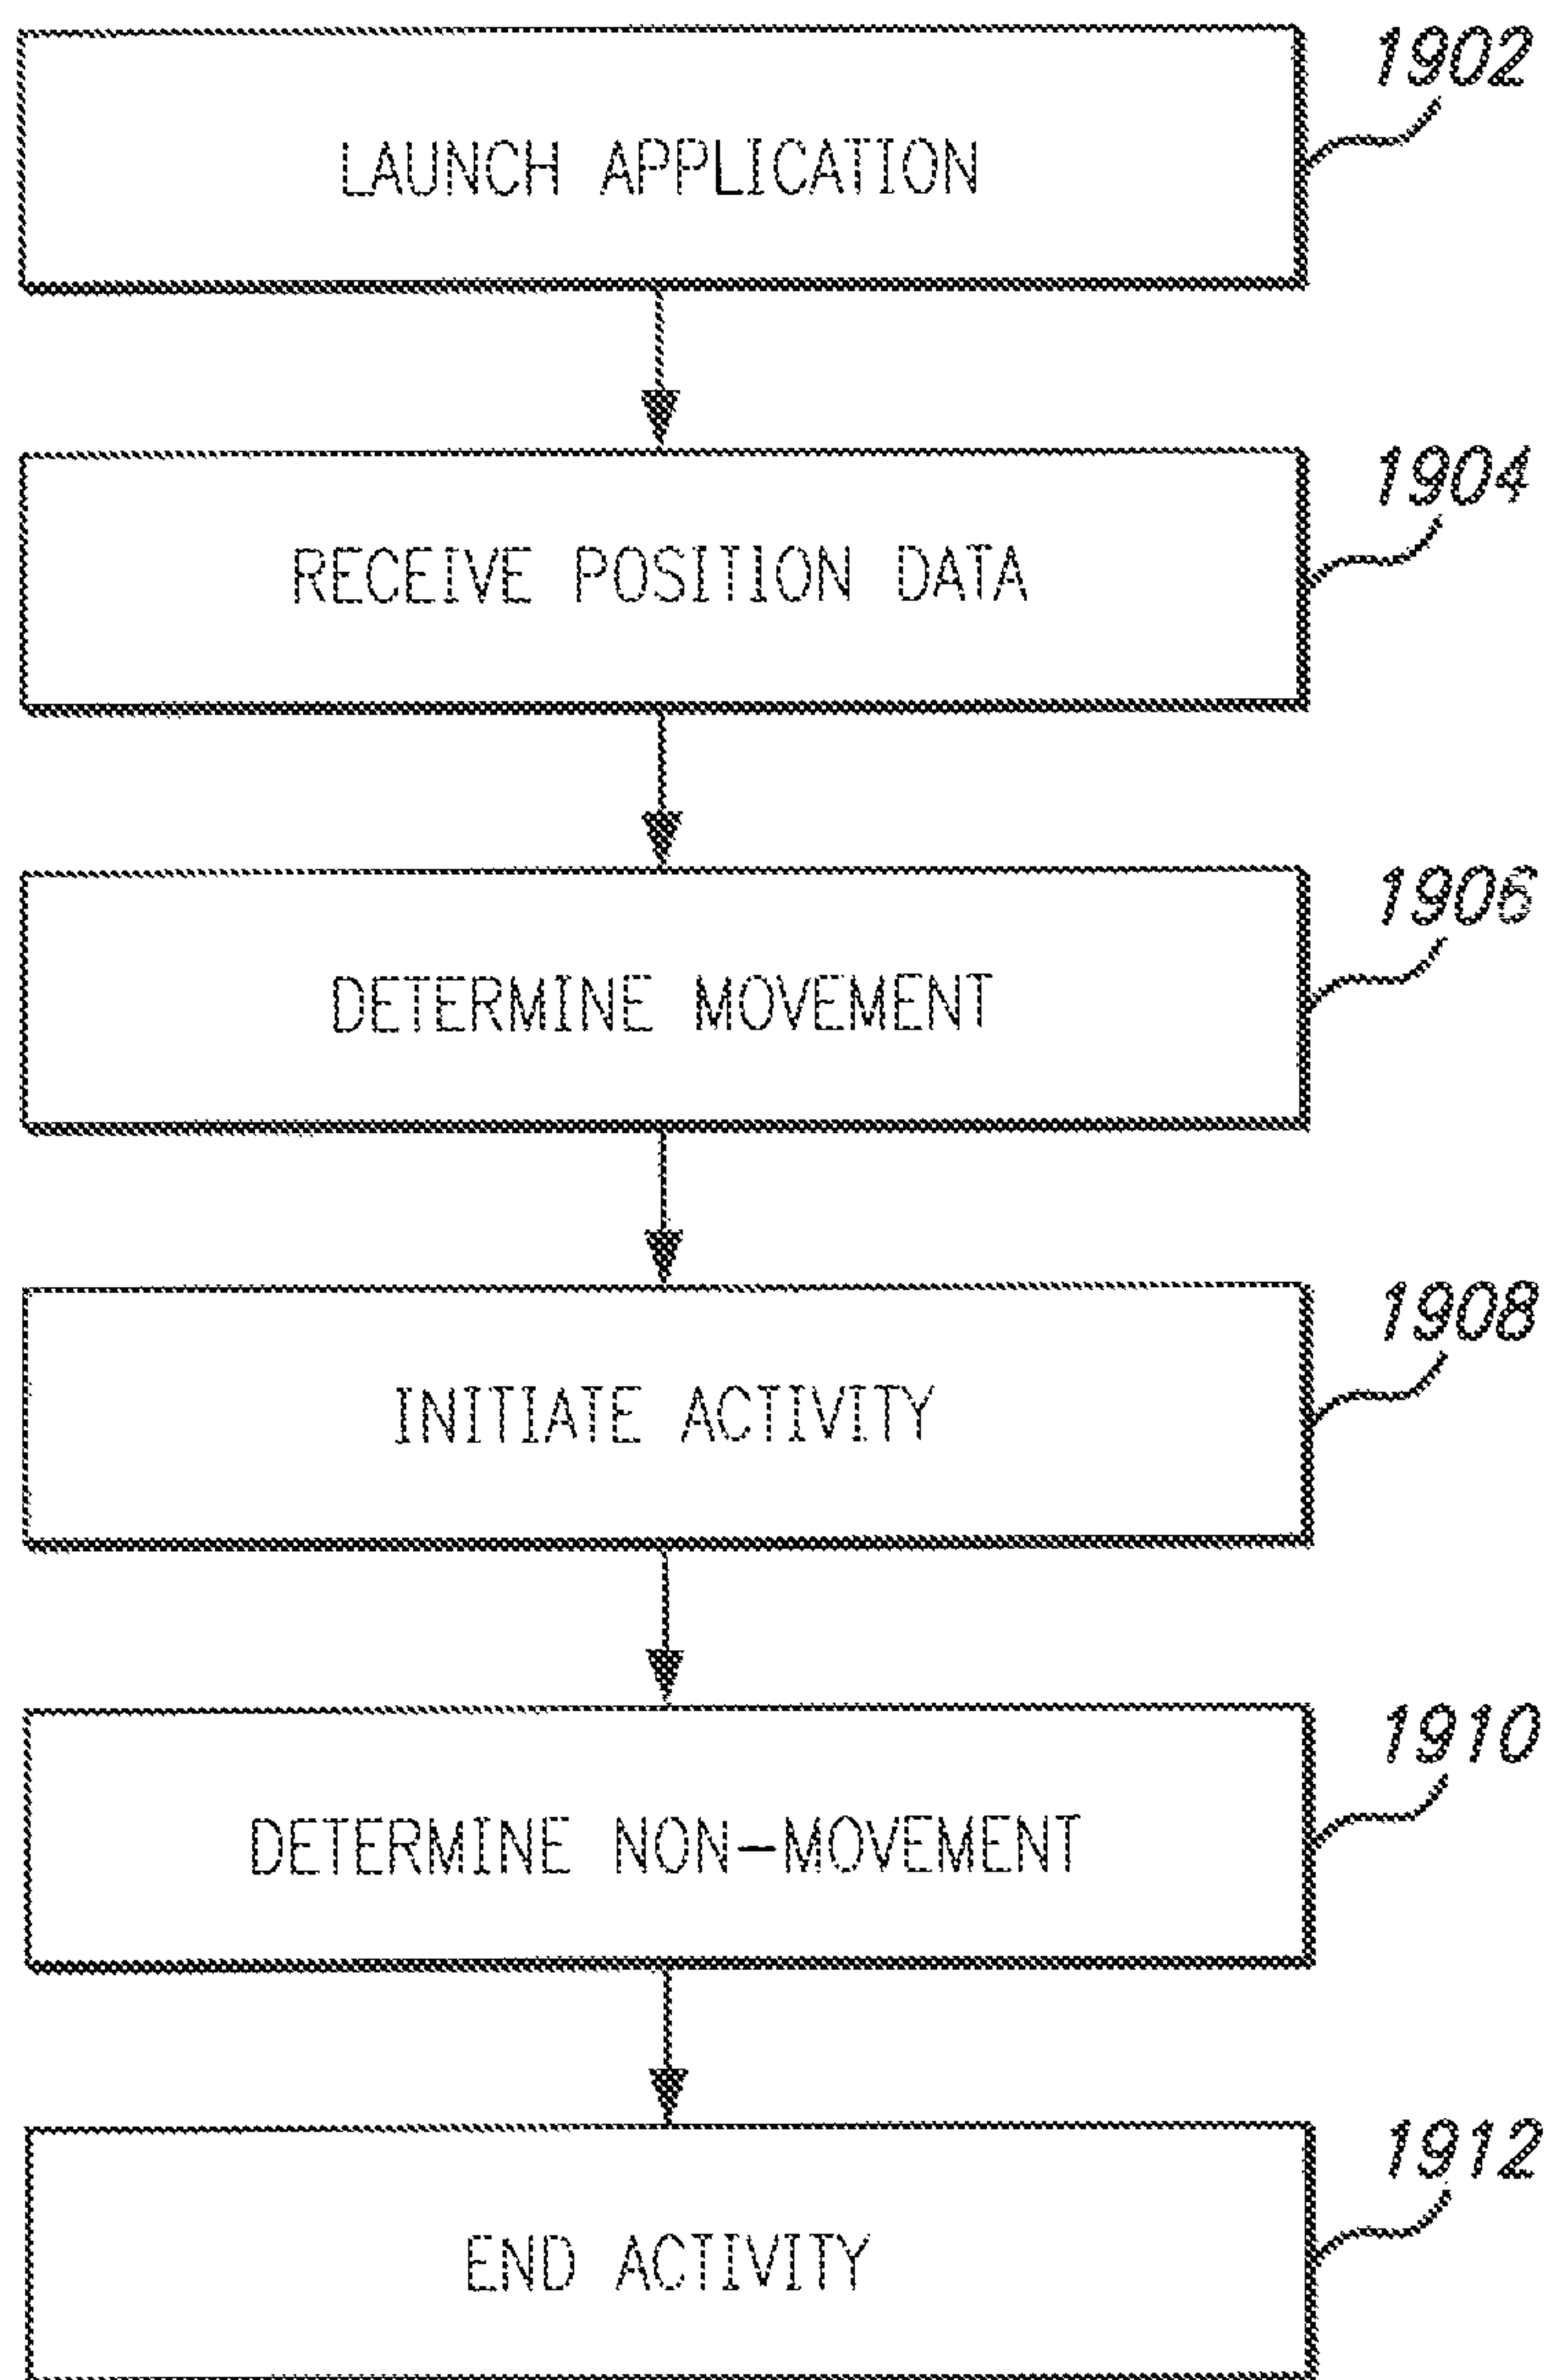 1902
LAUNCH APPLICATION
1904
RECEIVE POSITION DATA
1906
DETERMINE MOVEMENT
1908
INITIATE ACTIVITY
1910
DETERMINE NON-MOVEMENT
1912
END ACTIVITY